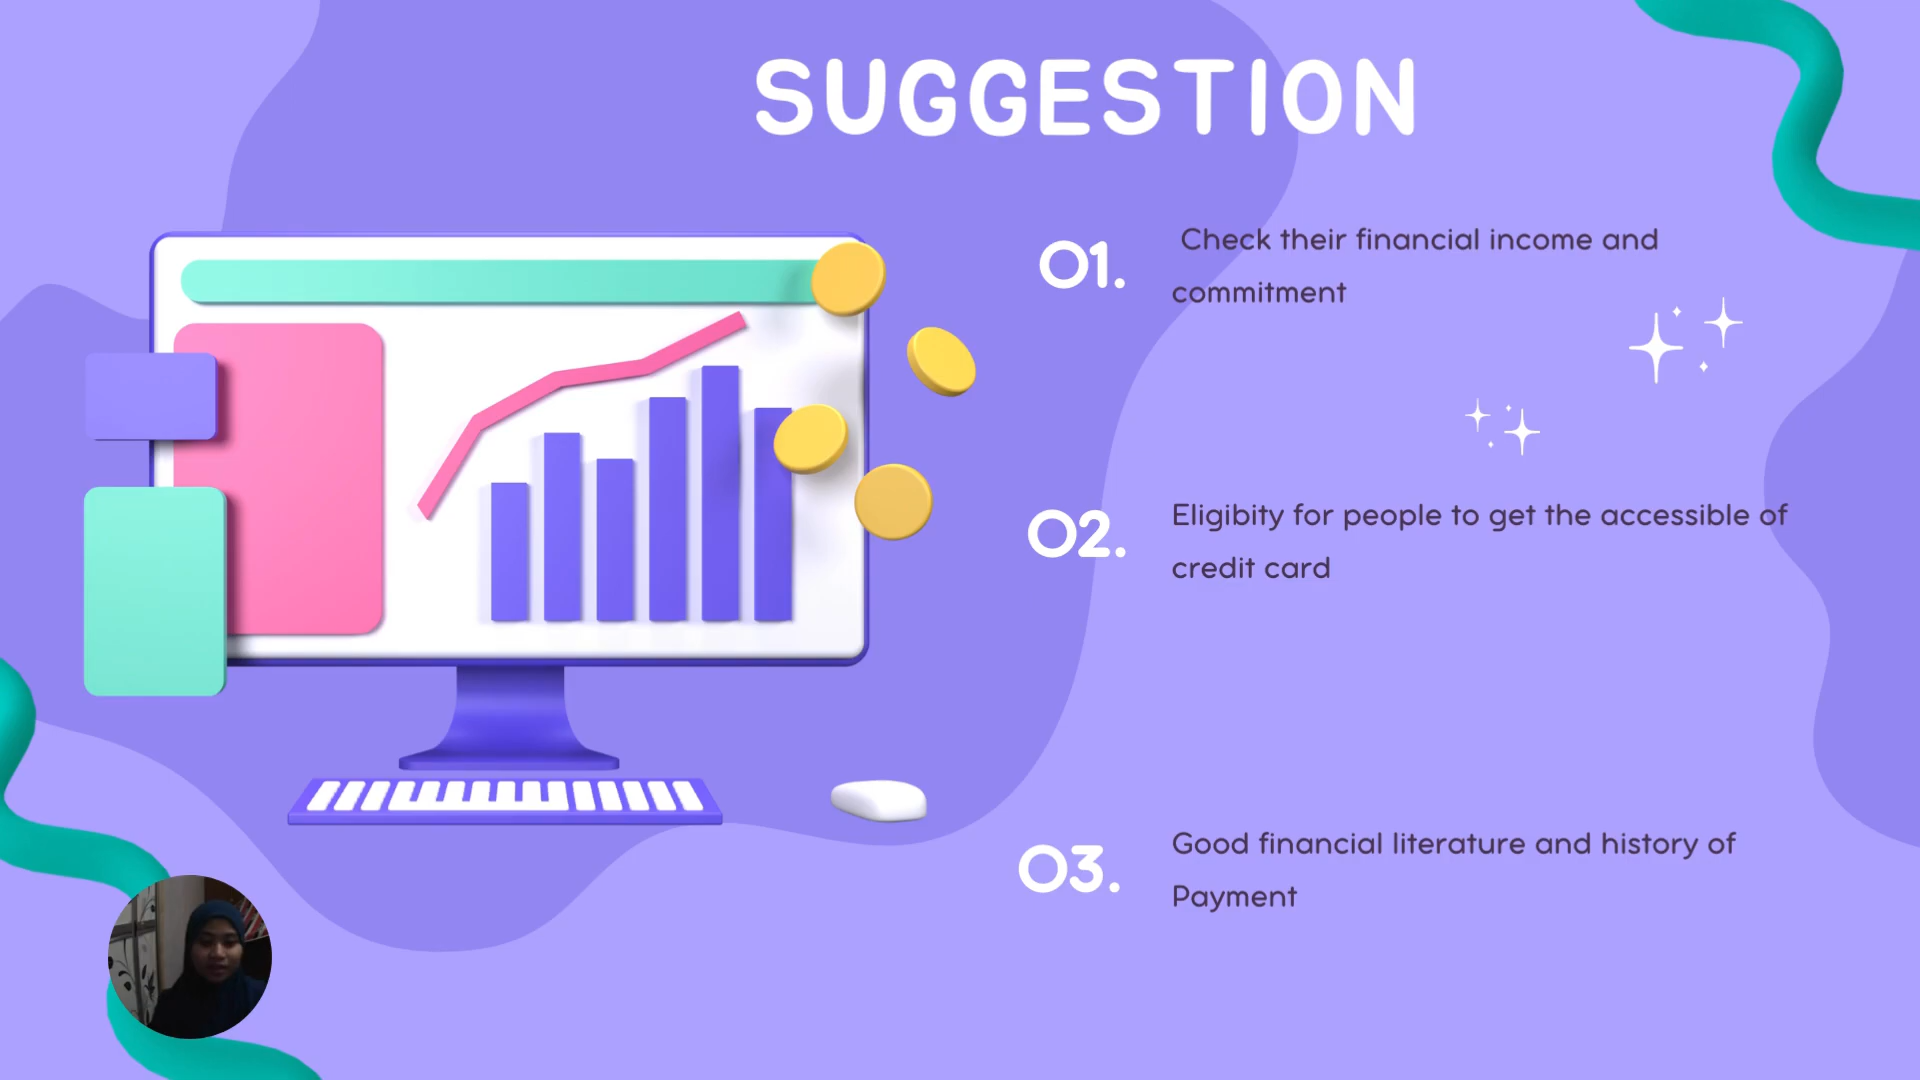 SUGGESTION
01.
Check their financial income and
commitment
02.
Eligibity for people to get the accessible of
credit card
03.
Good financial literature and history of
Payment